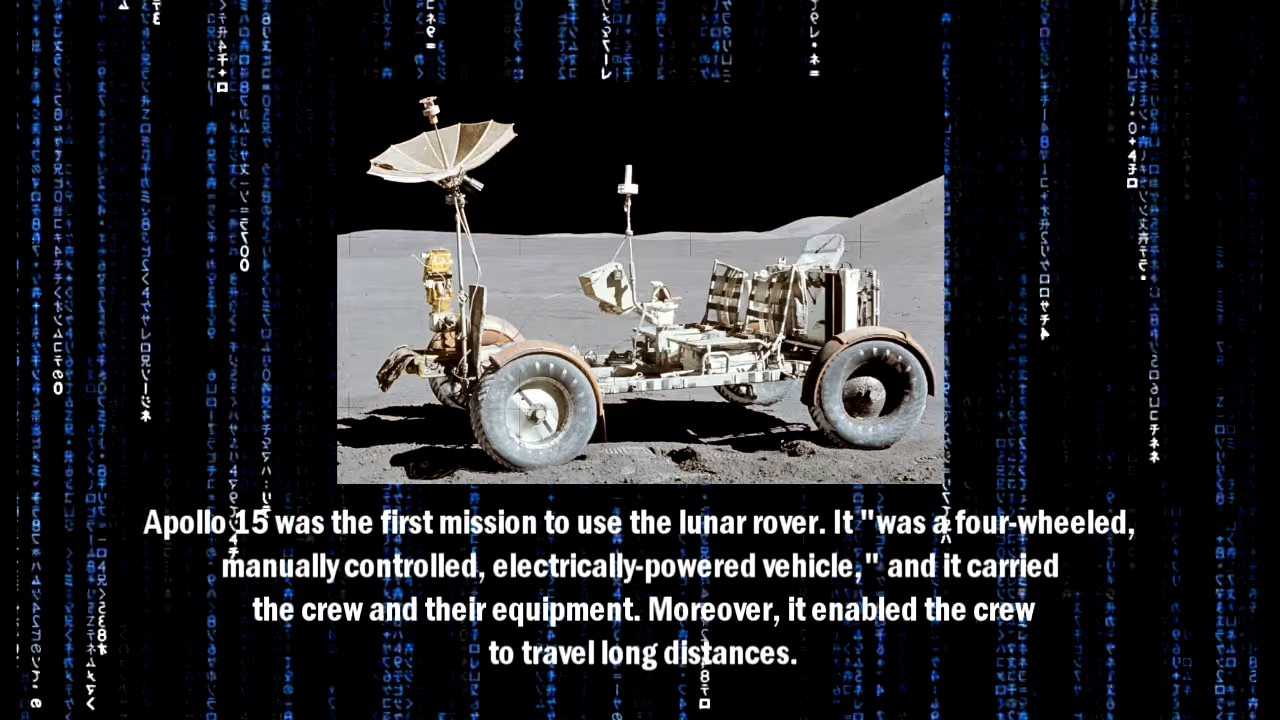 Apollo 15 was the first mission to use the lunar rover. It "was a four-wheeled,
manually controlled, electrically-powered vehicle," and it carried
the crew and their equipment. Moreover, it enabled the crew
to travel long distances.